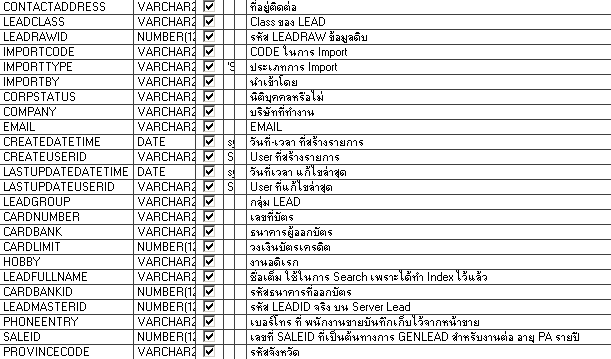 CONTACTADDRESS VARCHAR2 ที่อยู่ติดต่อ
LEADCLASS VARCHAR2 Class ของ LEAD
LEADRAWID NUMBER(12 รหัส LEADRAW ข้อมูลดิบ
IMPORTCODE VARCHAR2 CODE ในการ Import
IMPORTTYPE VARCHAR2 'S ประเภทการ Import
IMPORTBY VARCHAR2 นำเข้าโดย
CORPSTATUS VARCHAR2 นิติบุคคลหรือไม่
COMPANY VARCHAR2 บริษัทที่ทำงาน
EMAIL VARCHAR2 EMAIL
CREATEDATETIME DATE sy วันที่-เวลา ที่สร้างรายการ
CREATEUSERID VARCHAR2 S User ที่สร้างรายการ
LASTUPDATEDATETIME DATE sy วันที่เวลา แก้ไขล่าสุด
LASTUPDATEUSERID VARCHAR2 S User ที่แก้ไขล่าสุด
LEADGROUP VARCHAR2 กลุ่ม LEAD
CARDNUMBER VARCHAR2 เลขที่บัตร
CARDBANK VARCHAR2 ธนาคารผู้ออกบัตร
CARDLIMIT NUMBER(12 วงเงินบัตรเครดิต
HOBBY VARCHAR2 งานอดิเรก
LEADFULLNAME VARCHAR2 ชื่อเต็ม ใช้ในการ Search เพราะได้ทำ Index ไว้แล้ว
CARDBANKID NUMBER(12 รหัสธนาคารที่ออกบัตร
LEADMASTERID NUMBER(12 รหัส LEADID จริง บน Server Lead
PHONEENTRY VARCHAR2 เบอร์โทร ที่ พนักงานขายบันทึกเก็บไว้จากหน้าขาย
SALEID NUMBER(12 เลขที่ SALEID ที่เป็นต้นทางการ GENLEAD สำหรับงานต่อ อายุ PA รายปี
PROVINCECODE VARCHAR2 รหัสจังหวัด